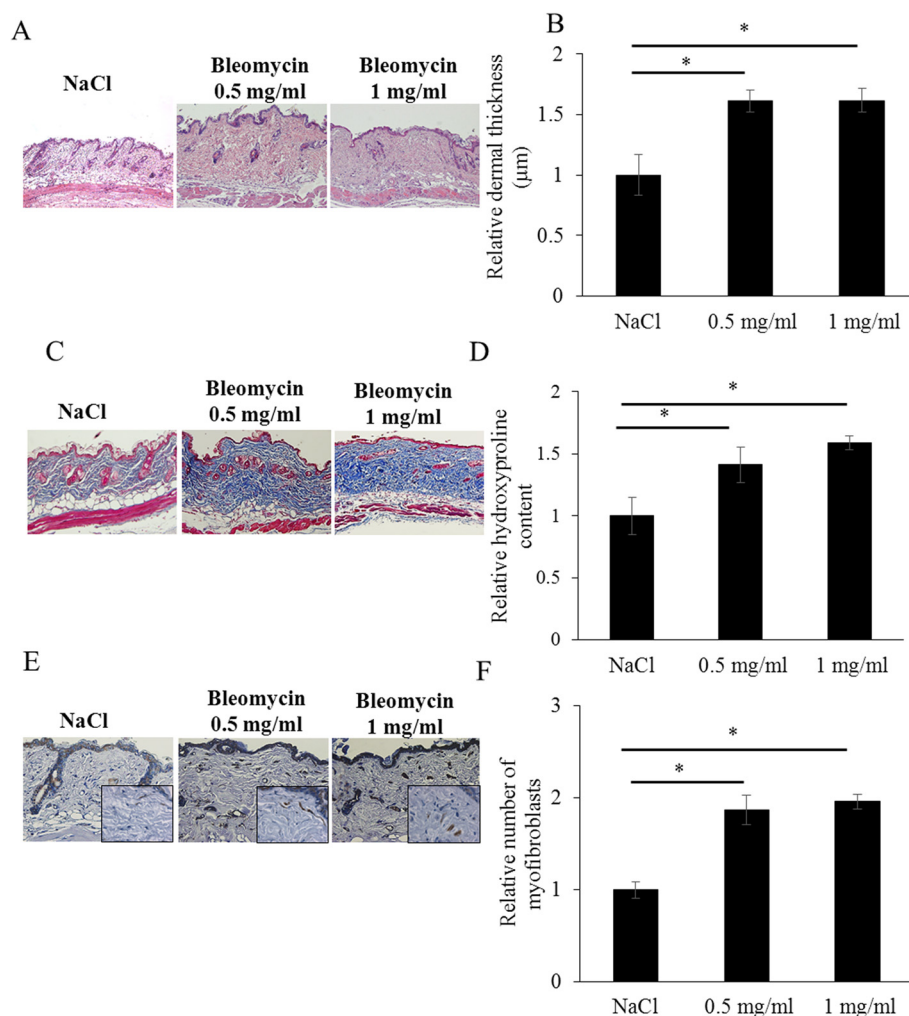 A
NaCl
Bleomycin
0.5 mg/ml
Bleomycin
1 mg/ml
B
Relative dermal thickness
(µm)
2
1.5
1
0.5
0
*
*
NaCl
0.5 mg/ml
1 mg/ml
C
NaCl
Bleomycin
0.5 mg/ml
Bleomycin
1 mg/ml
D
Relative hydroxyproline
content
2
1.5
1
0.5
0
*
*
NaCl
0.5 mg/ml
1 mg/ml
E
NaCl
Bleomycin
0.5 mg/ml
Bleomycin
1 mg/ml
F
Relative number of
myofibroblasts
3
2
1
0
*
*
NaCl
0.5 mg/ml
1 mg/ml